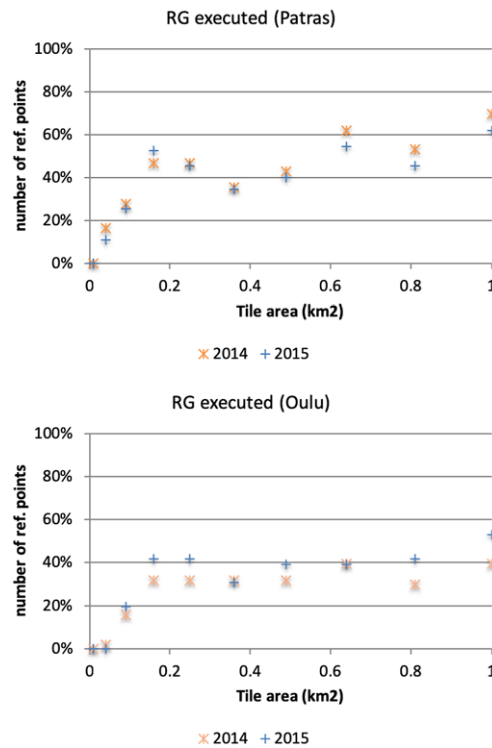 RG executed (Patras)
100%
80%
60%
40%
20%
0%
number of ref. points
0 0.2 0.4 0.6 0.8 1
Tile area (km2)
2014 2015
RG executed (Oulu)
100%
80%
60%
40%
20%
0%
number of ref. points
0 0.2 0.4 0.6 0.8 1
Tile area (km2)
2014 2015